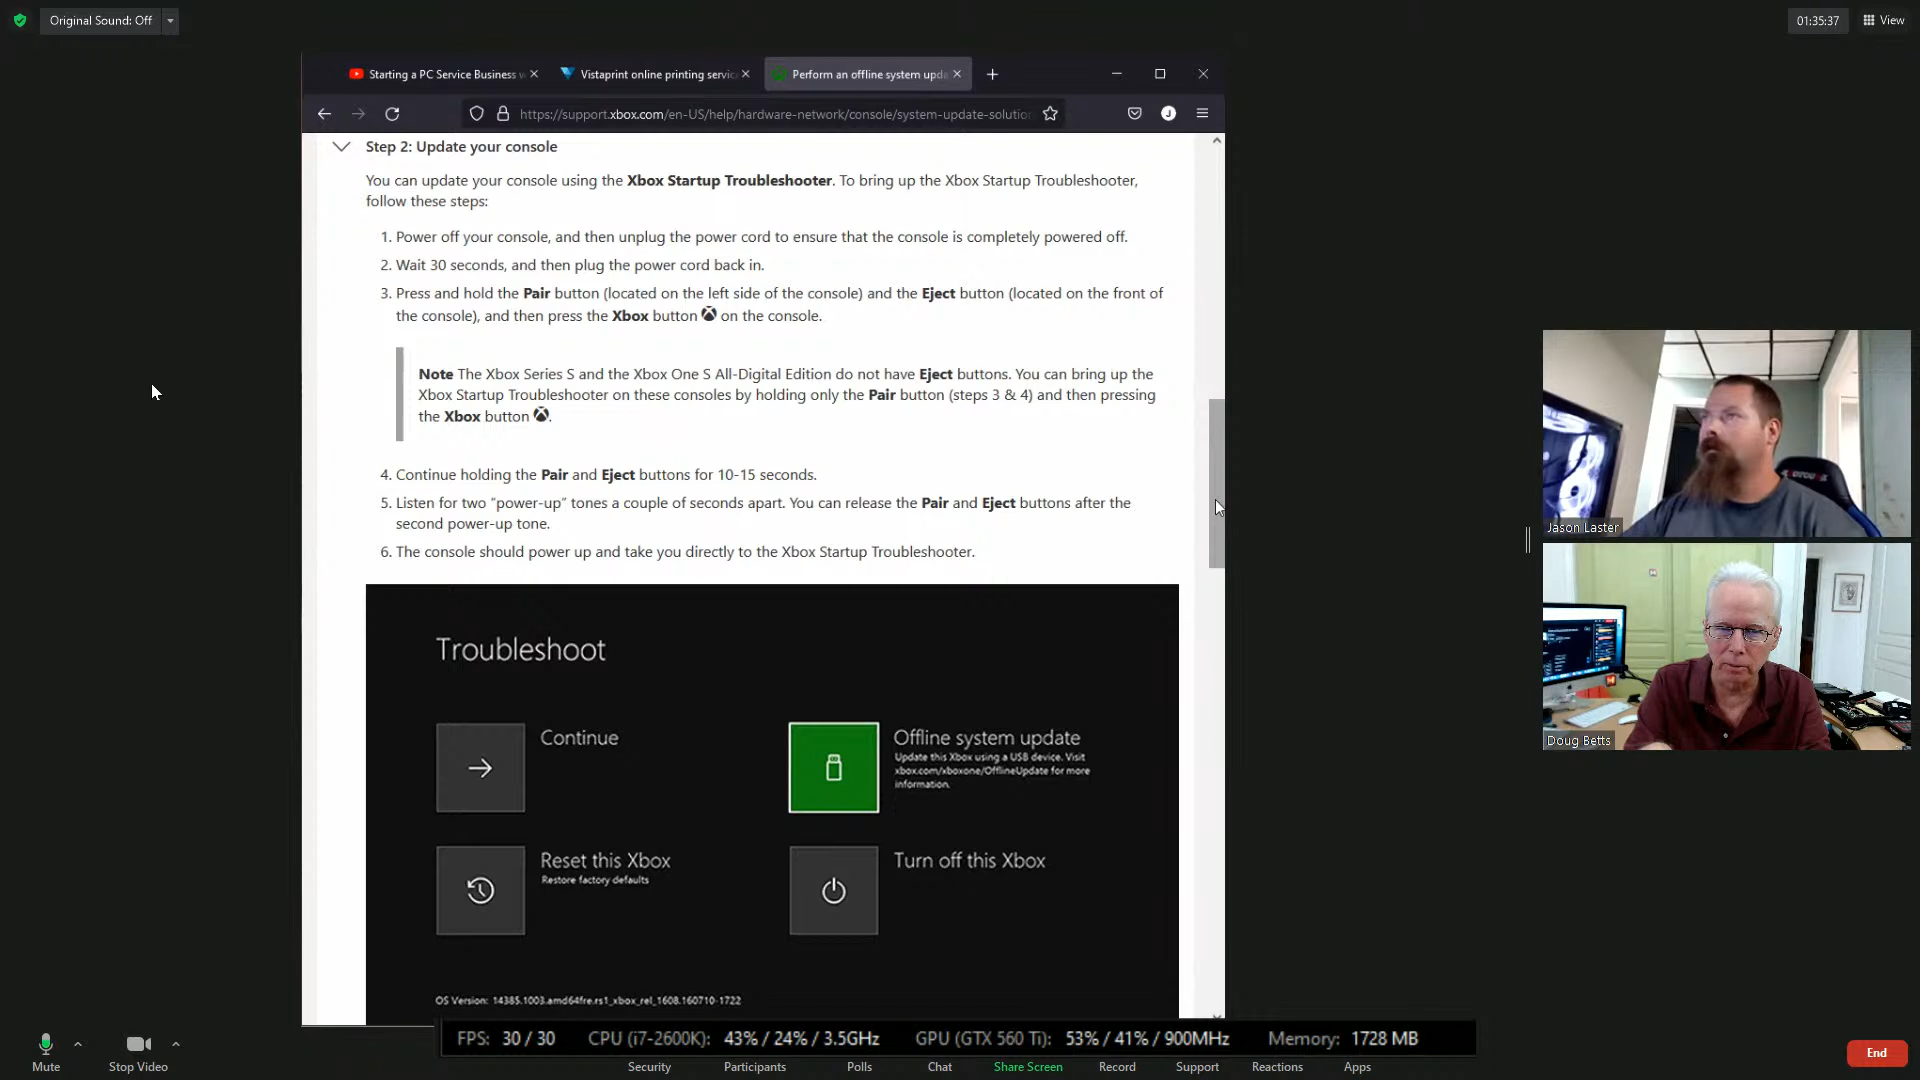 Original Sound: Off
01:35:37
View
Starting a PC Service Business w
Vistaprint online printing servic
Perform an offline system upda
https://support.xbox.com/en-US/help/hardware-network/console/system-update-solutio
J
Step 2: Update your console
You can update your console using the Xbox Startup Troubleshooter. To bring up the Xbox Startup Troubleshooter,
follow these steps:
1. Power off your console, and then unplug the power cord to ensure that the console is completely powered off.
2. Wait 30 seconds, and then plug the power cord back in.
3. Press and hold the Pair button (located on the left side of the console) and the Eject button (located on the front of
the console), and then press the Xbox button on the console.
Note The Xbox Series S and the Xbox One S All-Digital Edition do not have Eject buttons. You can bring up the
Xbox Startup Troubleshooter on these consoles by holding only the Pair button (steps 3 & 4) and then pressing
the Xbox button .
4. Continue holding the Pair and Eject buttons for 10-15 seconds.
5. Listen for two “power-up” tones a couple of seconds apart. You can release the Pair and Eject buttons after the
second power-up tone.
6. The console should power up and take you directly to the Xbox Startup Troubleshooter.
Troubleshoot
Continue
Offline system update
Update this Xbox using a USB device. Visit
xbox.com/xboxone/OfflineUpdate for more
information.
Reset this Xbox
Restore factory defaults
Turn off this Xbox
OS Version: 14385.1003.amd64fre.rs1_xbox_rel_1608.160710-1722
Jason Laster
Doug Betts
FPS: 30 / 30 CPU (i7-2600K): 43% / 24% / 3.5GHz GPU (GTX 560 Ti): 53% / 41% / 900MHz Memory: 1728 MB
Mute
Stop Video
Security
Participants
Polls
Chat
Share Screen
Record
Support
Reactions
Apps
End